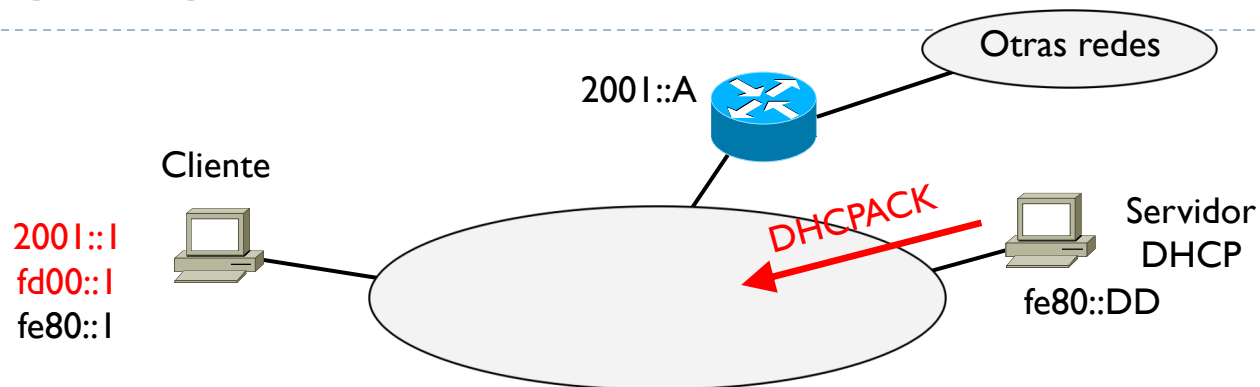 Otras redes
2001::A
Cliente
DHCPACK
Servidor
DHCP
2001::1
fd00::1
fe80::1
fe80::DD